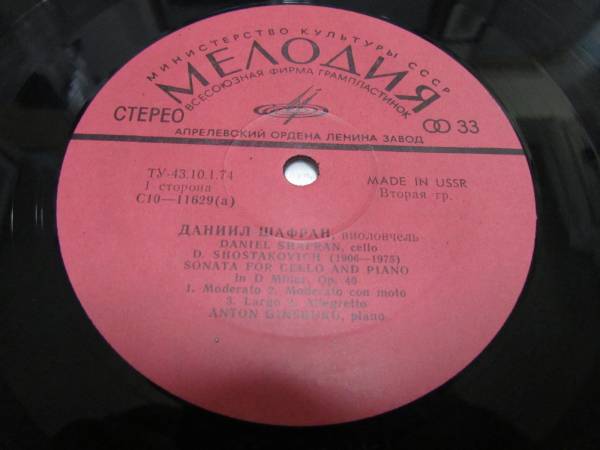 МИНИСТЕРСТВО КУЛЬТУРЫ СССР
МЕЛОДИЯ
ВСЕСОЮЗНАЯ ФИРМА ГРАМПЛАСТИНОК
СТЕРЕО
33
АПРЕЛЕВСКИЙ ОРДЕНА ЛЕНИНА ЗАВОД
ТУ-43.10.1.74
1 сторона
С10—11629(а)
MADE IN USSR
Вторая гр.
ДАНИИЛ ШАФРАН, виолончель
DANIEL SHAFRAN, cello
D. SHOSTAKOVICH (1906—1975)
SONATA FOR CELLO AND PIANO
in D Minor, Op. 40
1. Moderato 2. Moderato con moto
3. Largo 2. Allegretto
ANTON GINSBURG, piano